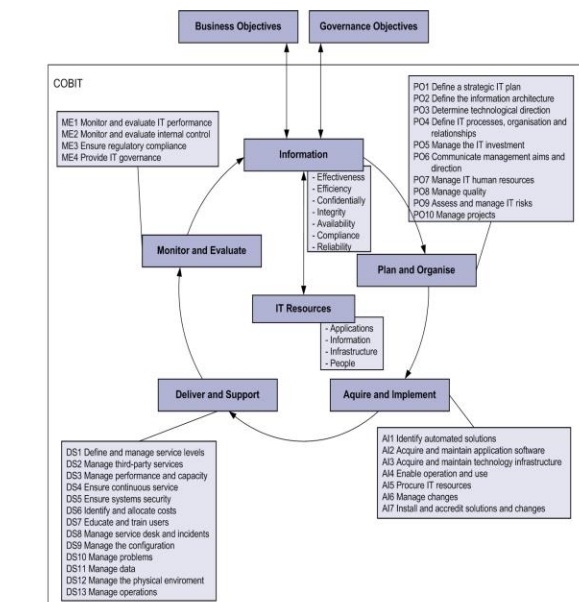 Business Objectives
Governance Objectives
COBIT
ME1 Monitor and evaluate IT performance
ME2 Monitor and evaluate internal control
ME3 Ensure regulatory compliance
ME4 Provide IT governance
PO1 Define a strategic IT plan
PO2 Define the information architecture
PO3 Determine technological direction
PO4 Define IT processes, organisation and
relationships
PO5 Manage the IT investment
PO6 Communicate management aims and
direction
PO7 Manage IT human resources
PO8 Manage quality
PO9 Assess and manage IT risks
PO10 Manage projects
Information
- Effectiveness
- Efficiency
- Confidentially
- Integrity
- Availability
- Compliance
- Reliability
Monitor and Evaluate
Plan and Organise
IT Resources
- Applications
- Information
- Infrastructure
- People
Deliver and Support
Aquire and Implement
DS1 Define and manage service levels
DS2 Manage third-party services
DS3 Manage performance and capacity
DS4 Ensure continuous service
DS5 Ensure systems security
DS6 Identify and allocate costs
DS7 Educate and train users
DS8 Manage service desk and incidents
DS9 Manage the configuration
DS10 Manage problems
DS11 Manage data
DS12 Manage the physical enviroment
DS13 Manage operations
AI1 Identify automated solutions
AI2 Acquire and maintain application software
AI3 Acquire and maintain technology infrastructure
AI4 Enable operation and use
AI5 Procure IT resources
AI6 Manage changes
AI7 Install and accredit solutions and changes